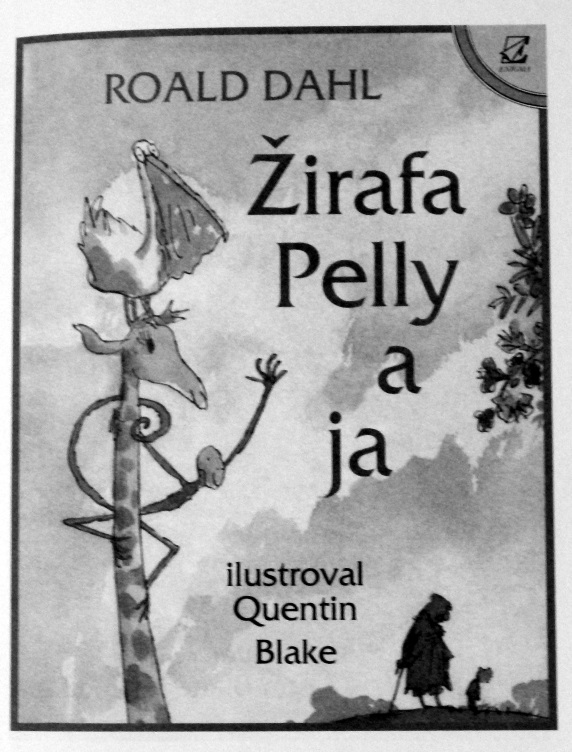 ROALD DAHL
Žirafa
Pelly
a
ja
ilustroval
Quentin
Blake